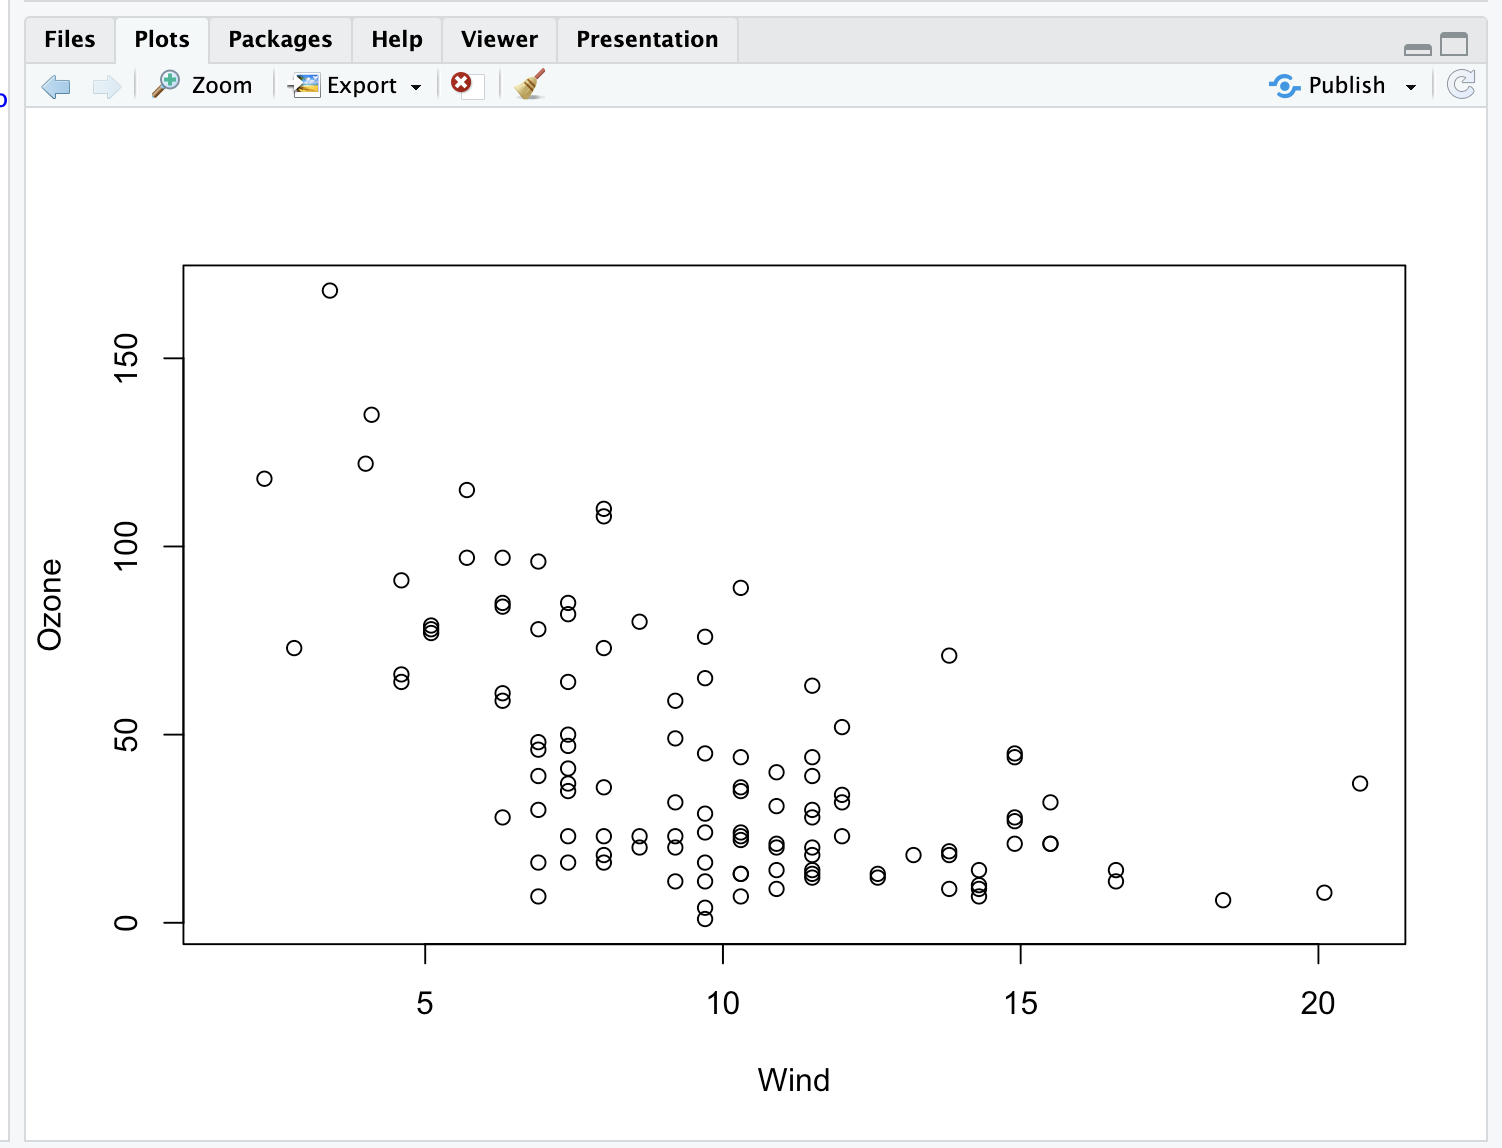 Files Plots Packages Help Viewer Presentation
Zoom Export Publish
150
100
50
0
Ozone
5 10 15 20
Wind